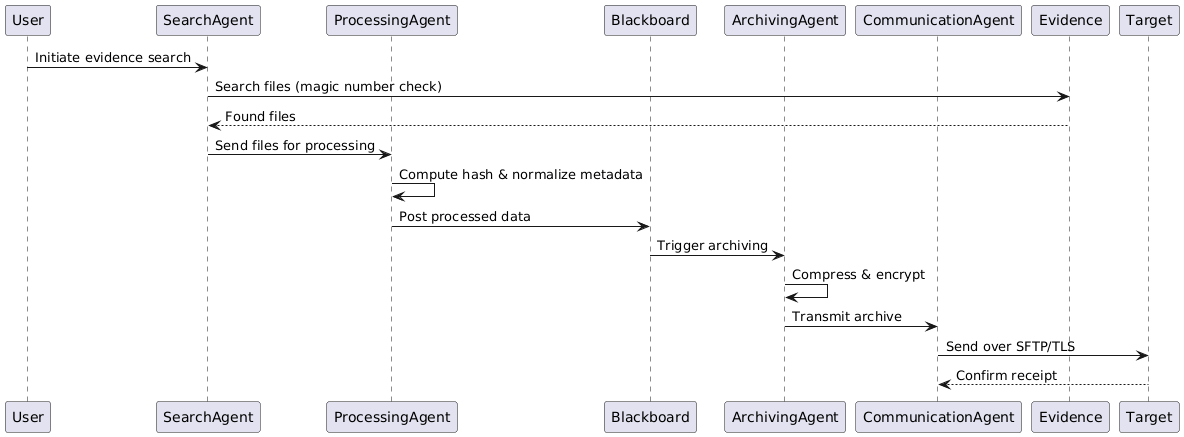 User SearchAgent ProcessingAgent Blackboard ArchivingAgent CommunicationAgent Evidence Target
Initiate evidence search
Search files (magic number check)
Found files
Send files for processing
Compute hash & normalize metadata
Post processed data
Trigger archiving
Compress & encrypt
Transmit archive
Send over SFTP/TLS
Confirm receipt
User SearchAgent ProcessingAgent Blackboard ArchivingAgent CommunicationAgent Evidence Target